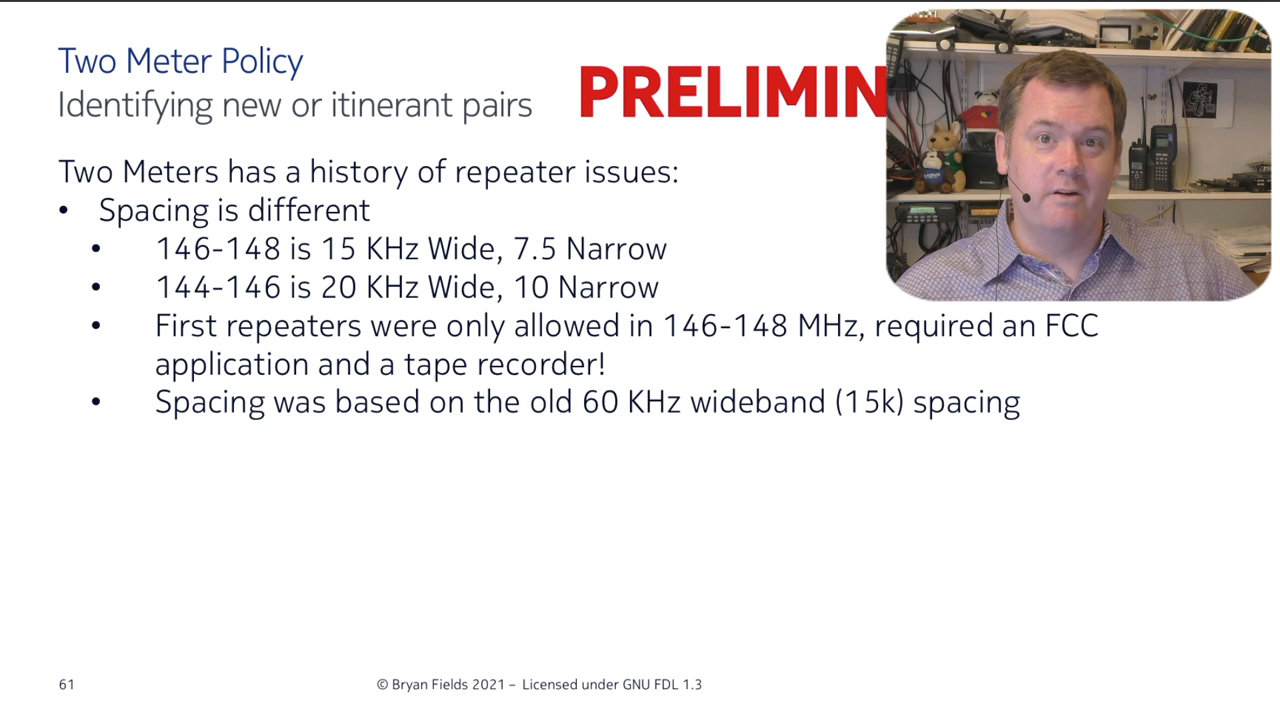 Two Meter Policy
Identifying new or itinerant pairs
PRELIMIN
Two Meters has a history of repeater issues:
• Spacing is different
• 146-148 is 15 KHz Wide, 7.5 Narrow
• 144-146 is 20 KHz Wide, 10 Narrow
• First repeaters were only allowed in 146-148 MHz, required an FCC
application and a tape recorder!
• Spacing was based on the old 60 KHz wideband (15k) spacing
61
© Bryan Fields 2021 – Licensed under GNU FDL 1.3